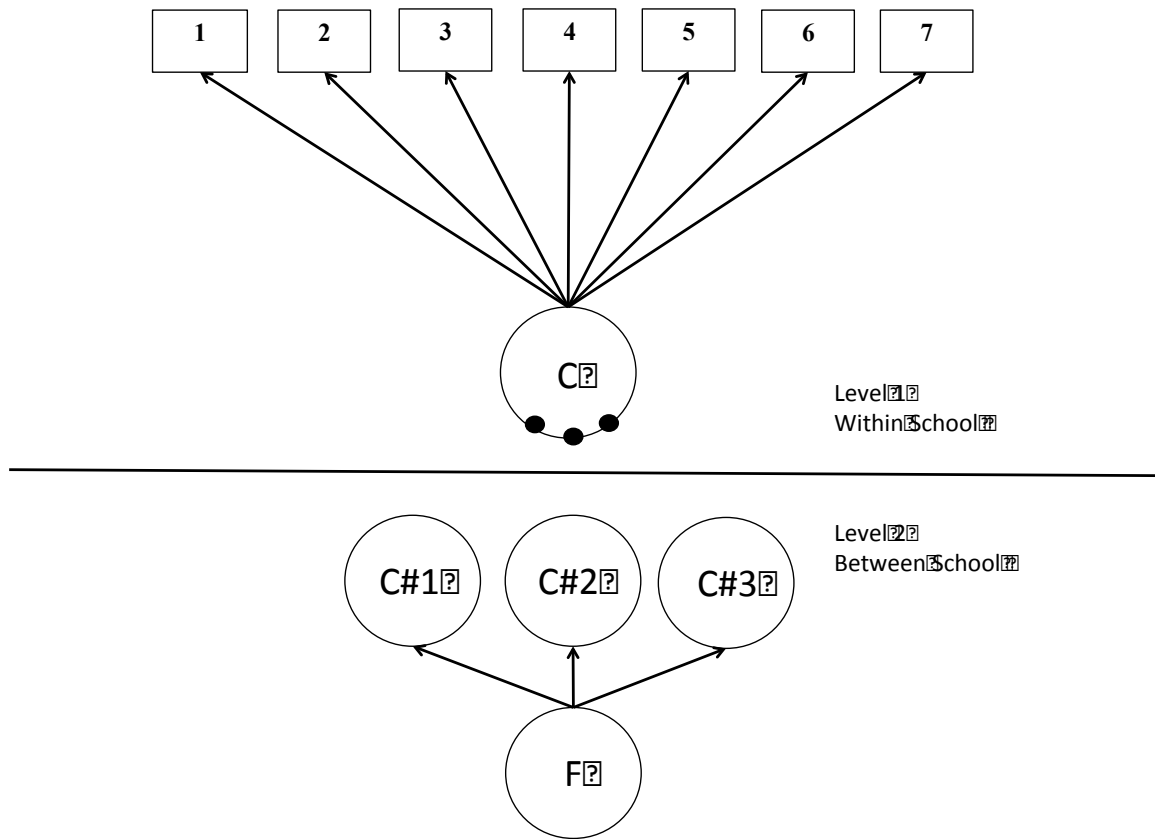 1 2 3 4 5 6 7
C
Level 1
Within School
Level 2
Between School
C#1 C#2 C#3
F